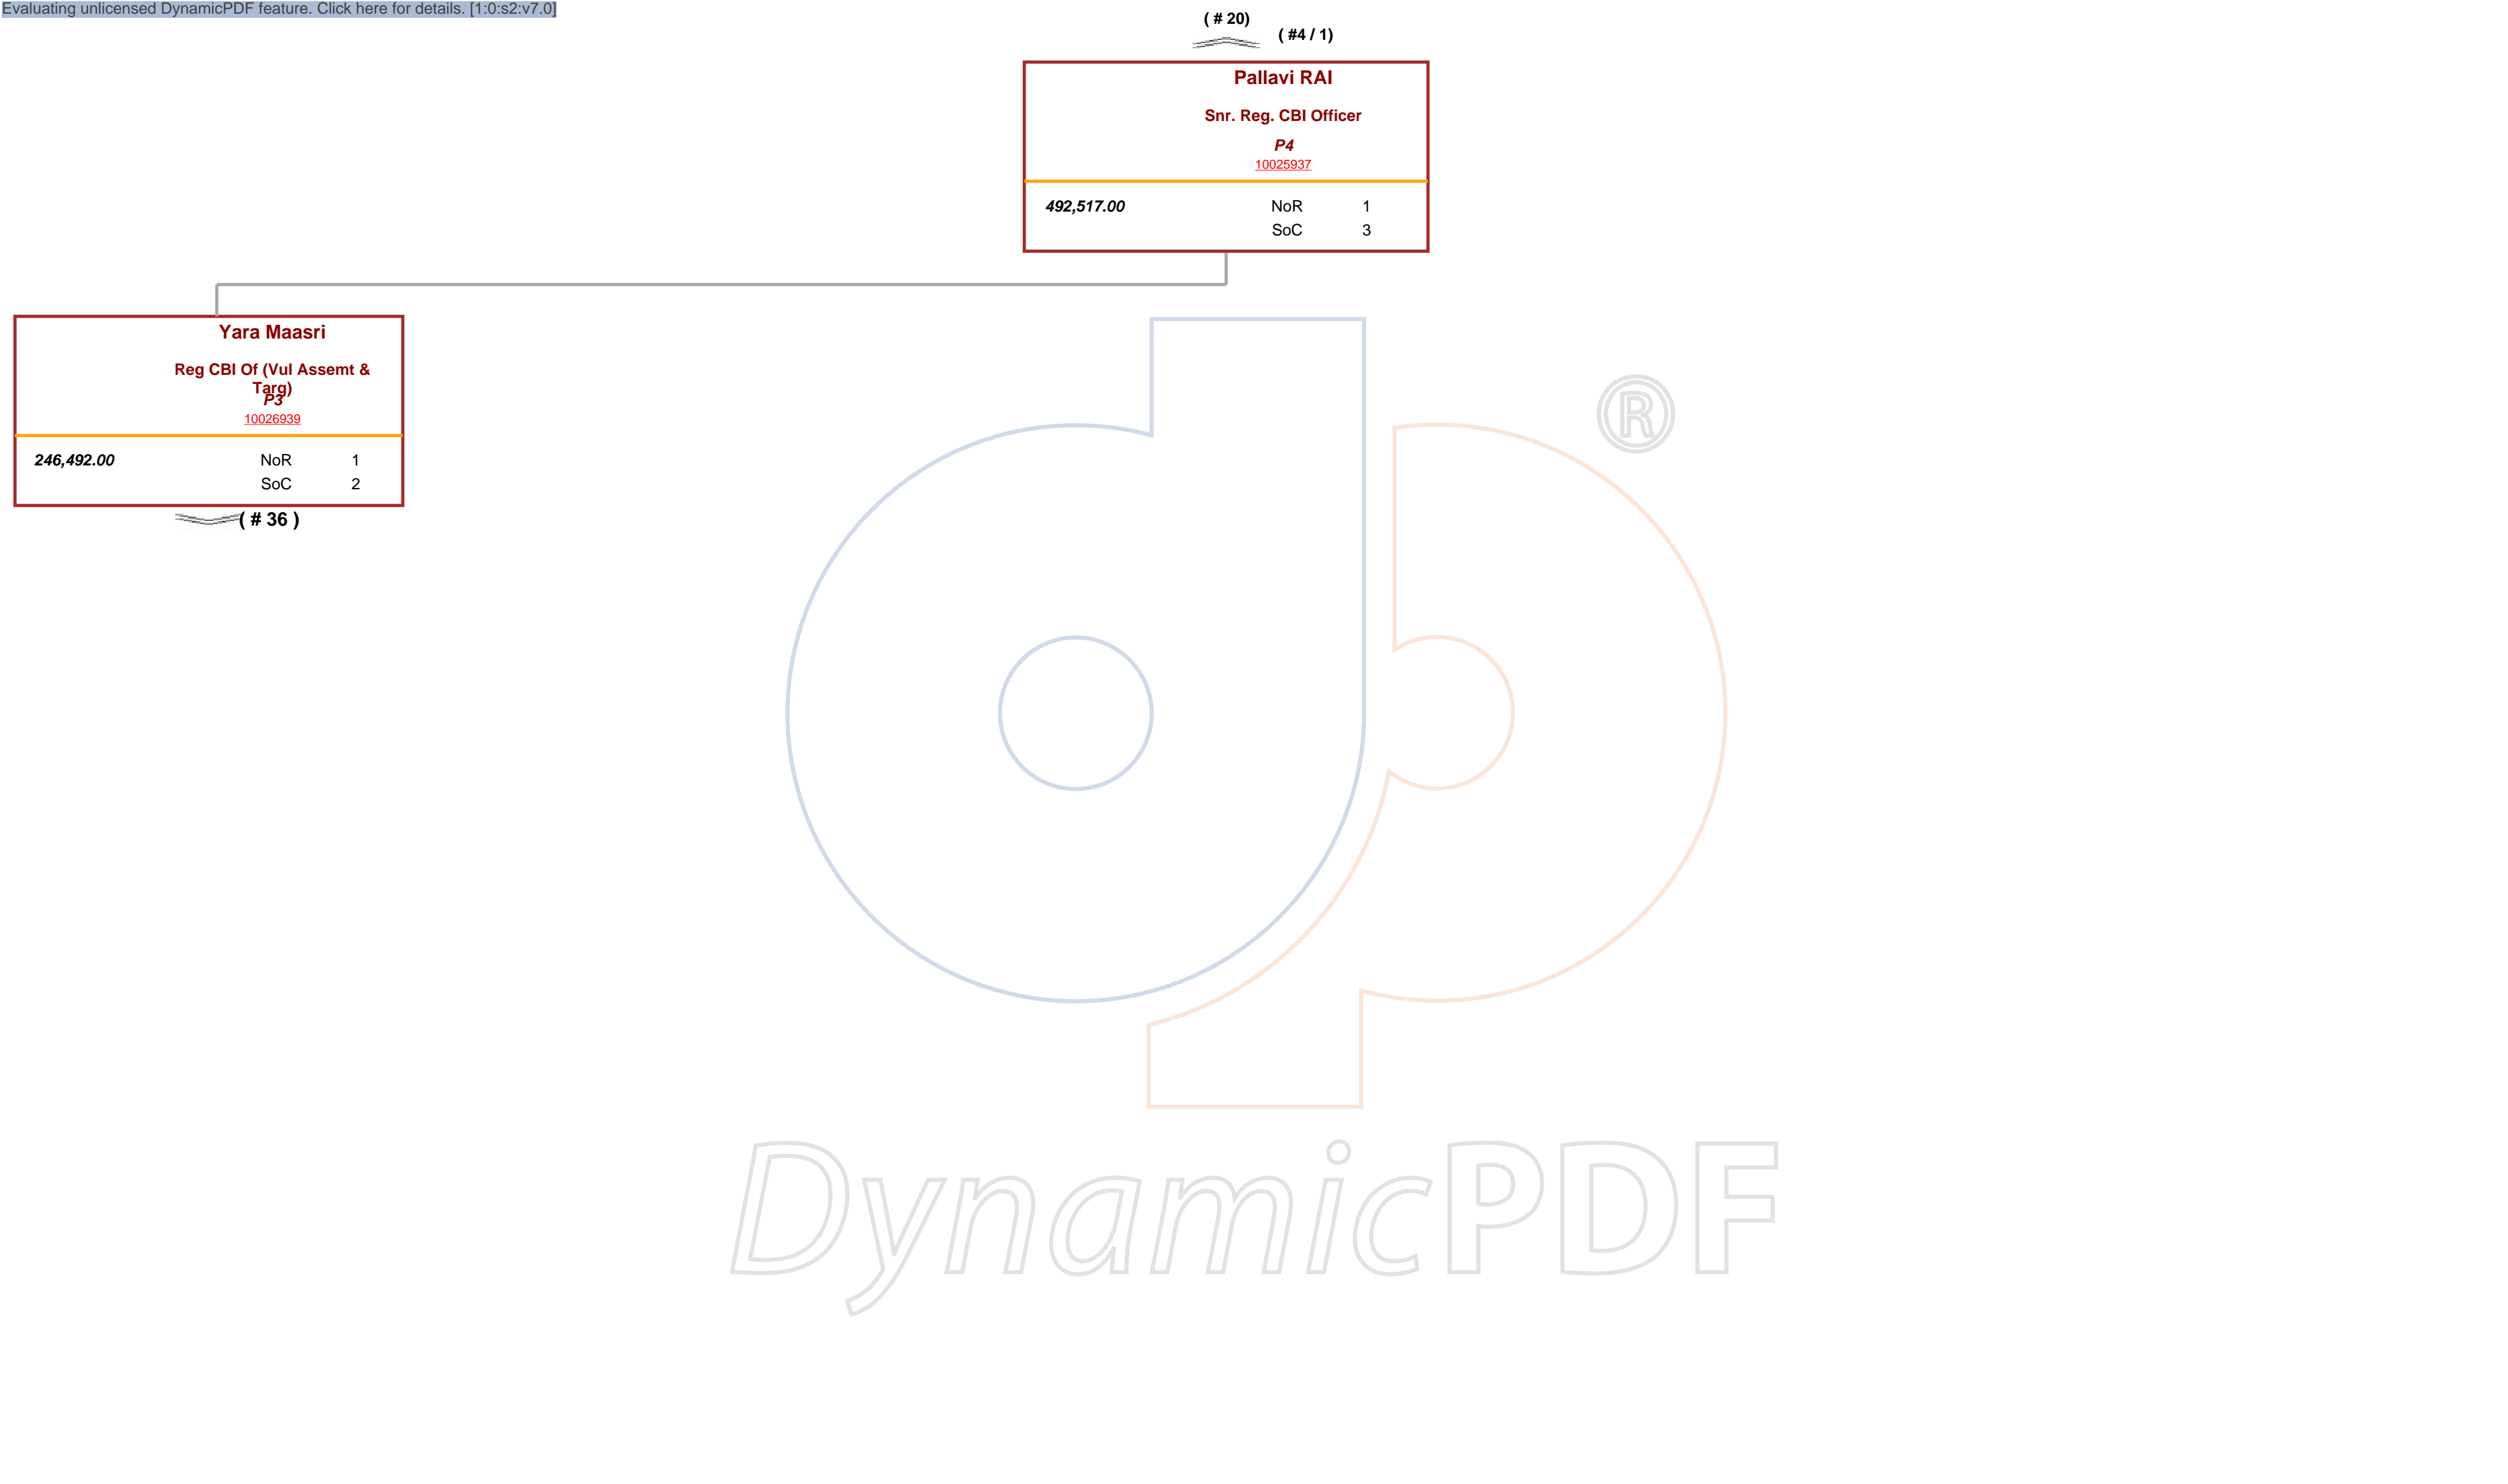 Evaluating unlicensed DynamicPDF feature. Click here for details. [1:0:s2:v7.0]
( # 20)
( #4 / 1)
Pallavi RAI
Snr. Reg. CBI Officer
P4
10025937
492,517.00 NoR 1
SoC 3
Yara Maasri
Reg CBI Of (Vul Assemt &
Targ)
P3
10026939
246,492.00 NoR 1
SoC 2
( # 36 )
®
DynamicPDF